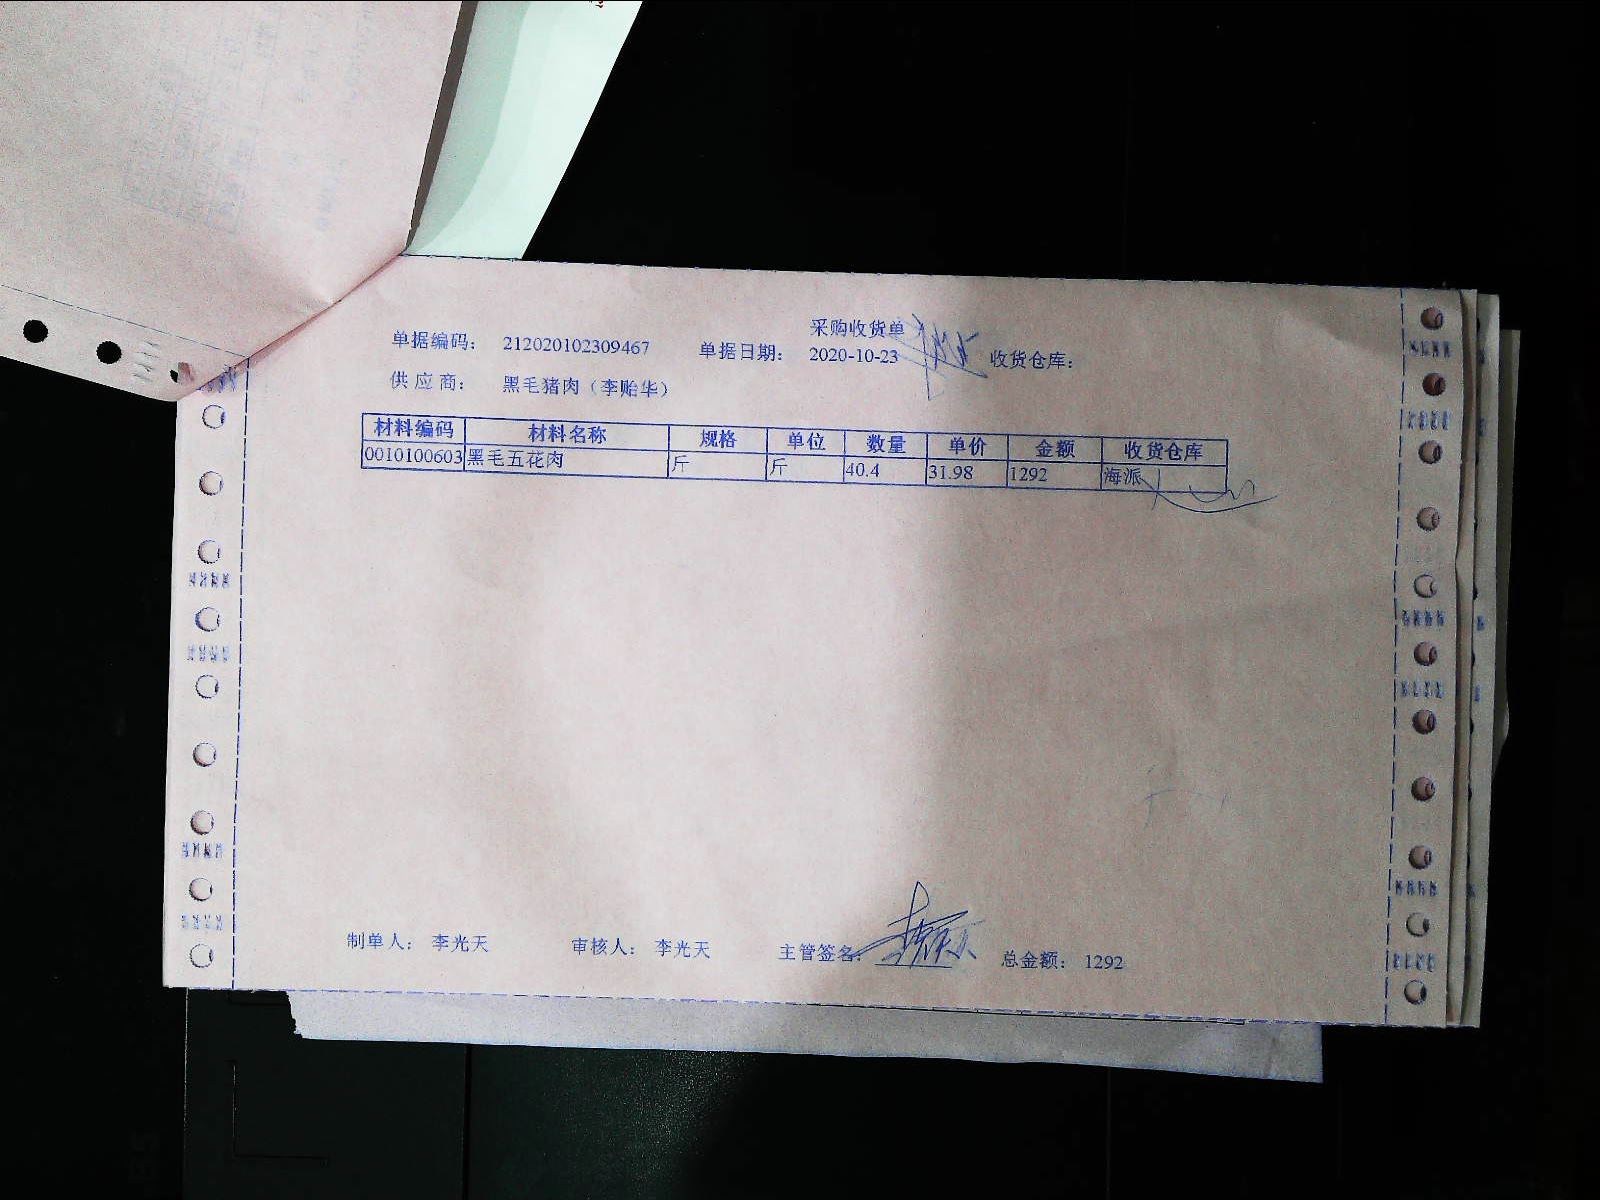 采购收货单
单据编码： 212020102309467 单据日期： 2020-10-23 收货仓库：
供 应 商： 黑毛猪肉（李贻华）
材料编码 材料名称 规格 单位 数量 单价 金额 收货仓库
0010100603 黑毛五花肉 斤 斤 40.4 31.98 1292 海派
制单人： 李光天 审核人： 李光天 主管签名： 总金额： 1292